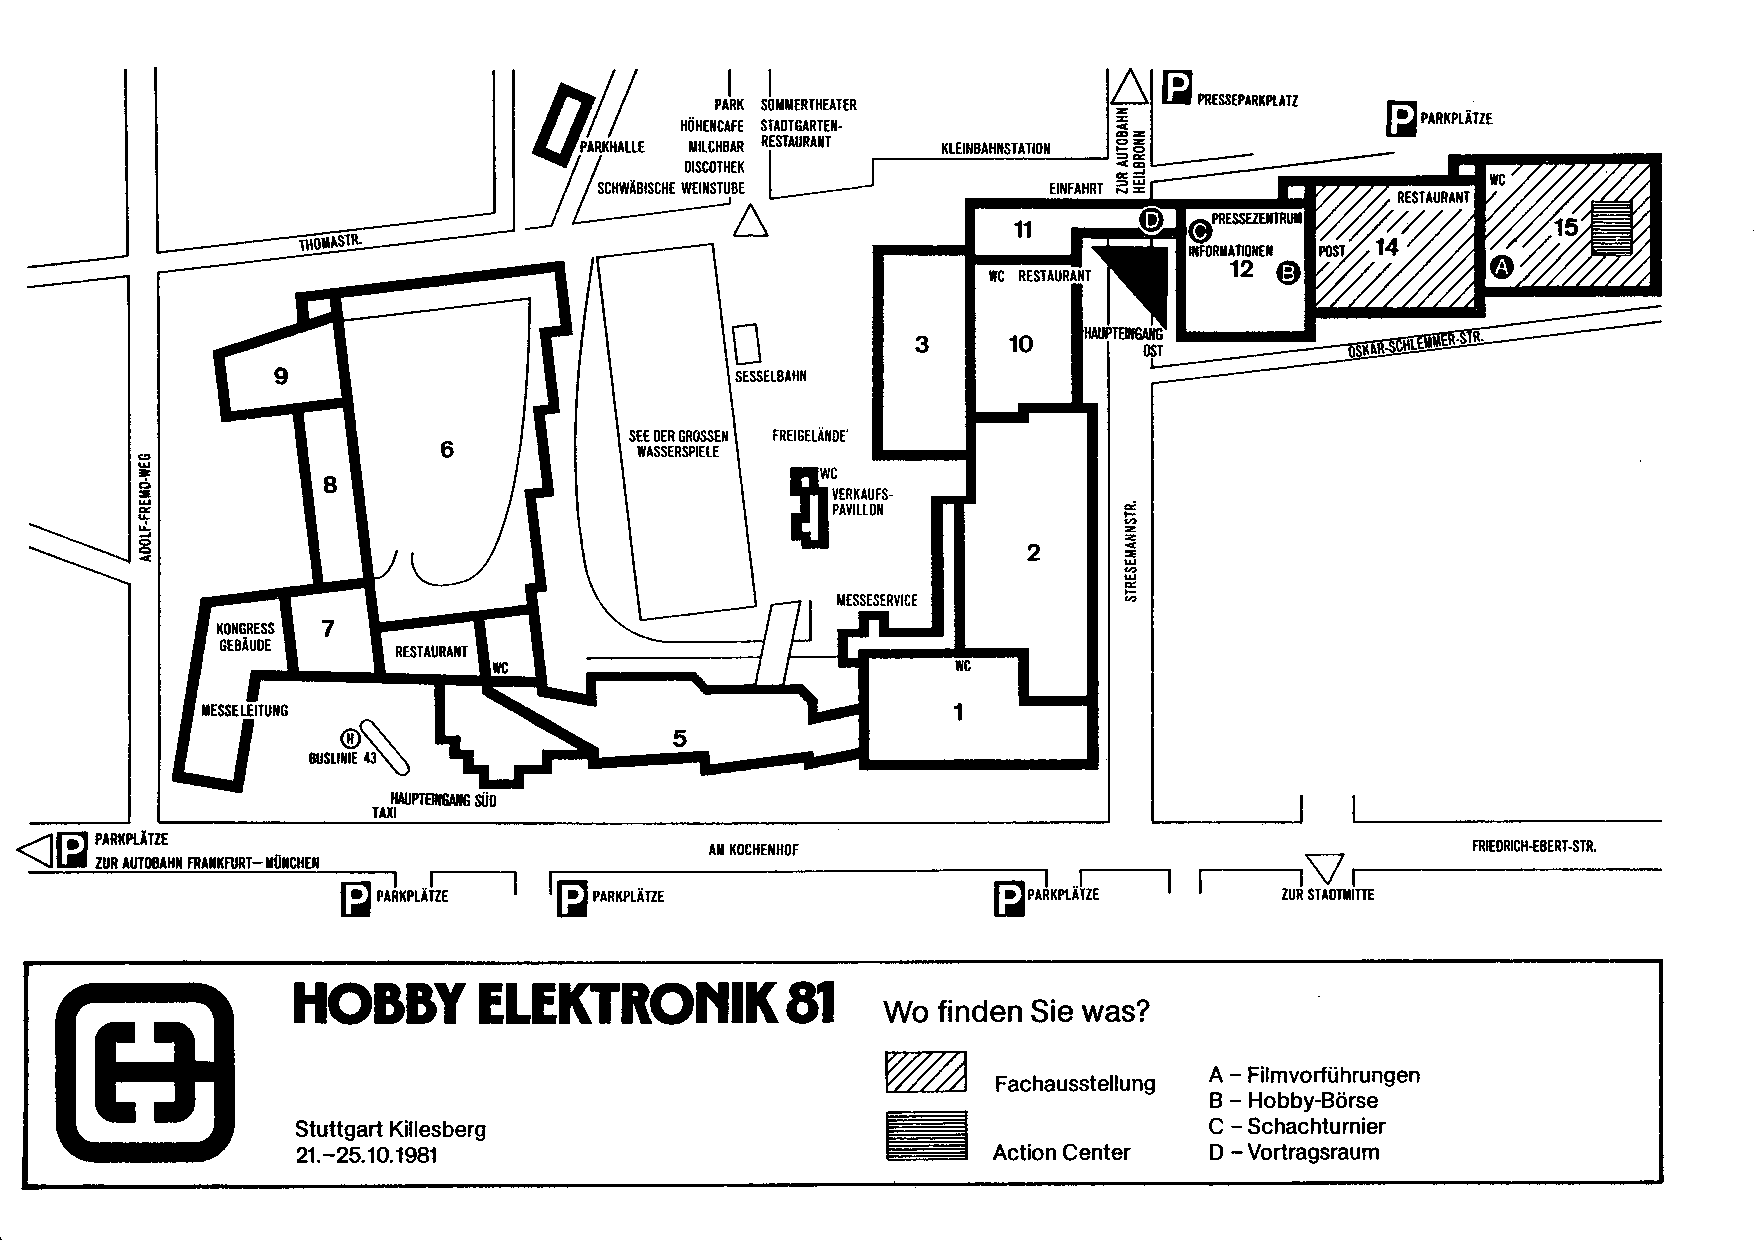 P
PRESSEPARKPLATZ
P
PARKPLÄTZE
PARK
HÖHENCAFE
MILCHBAR
DISCOTHEK
SCHWÄBISCHE WEINSTUBE
SOMMERTHEATER
STADTGARTEN-
RESTAURANT
PARKHALLE
KLEINBAHNSTATION
EINFAHRT
ZUR AUTOBAHN
HEILBRONN
THOMASTR.
11
D
C
PRESSEZENTRUM
INFORMATIONEN
12
B
RESTAURANT
POST
14
WC
15
A
WC RESTAURANT
10
3
HAUPTEINGANG
OST
OSKAR-SCHLEMMER-STR.
9
8
6
SESSELBAHN
SEE DER GROSSEN
WASSERSPIELE
FREIGELÄNDE
WC
VERKAUFS-
PAVILLON
2
ADOLF-FREMD-WEG
STRESEMANNSTR.
MESSESERVICE
KONGRESS
GEBÄUDE
7
RESTAURANT
WC
WC
MESSELEITUNG
1
5
H
BUSLINIE 43
HAUPTEINGANG SÜD
TAXI
P
PARKPLÄTZE
ZUR AUTOBAHN FRANKFURT–MÜNCHEN
AM KOCHENHOF
FRIEDRICH-EBERT-STR.
P PARKPLÄTZE
P PARKPLÄTZE
P PARKPLÄTZE
ZUR STADTMITTE
HOBBY ELEKTRONIK 81
Stuttgart Killesberg
21.–25.10.1981
Wo finden Sie was?
Fachausstellung
Action Center
A – Filmvorführungen
B – Hobby-Börse
C – Schachturnier
D – Vortragsraum